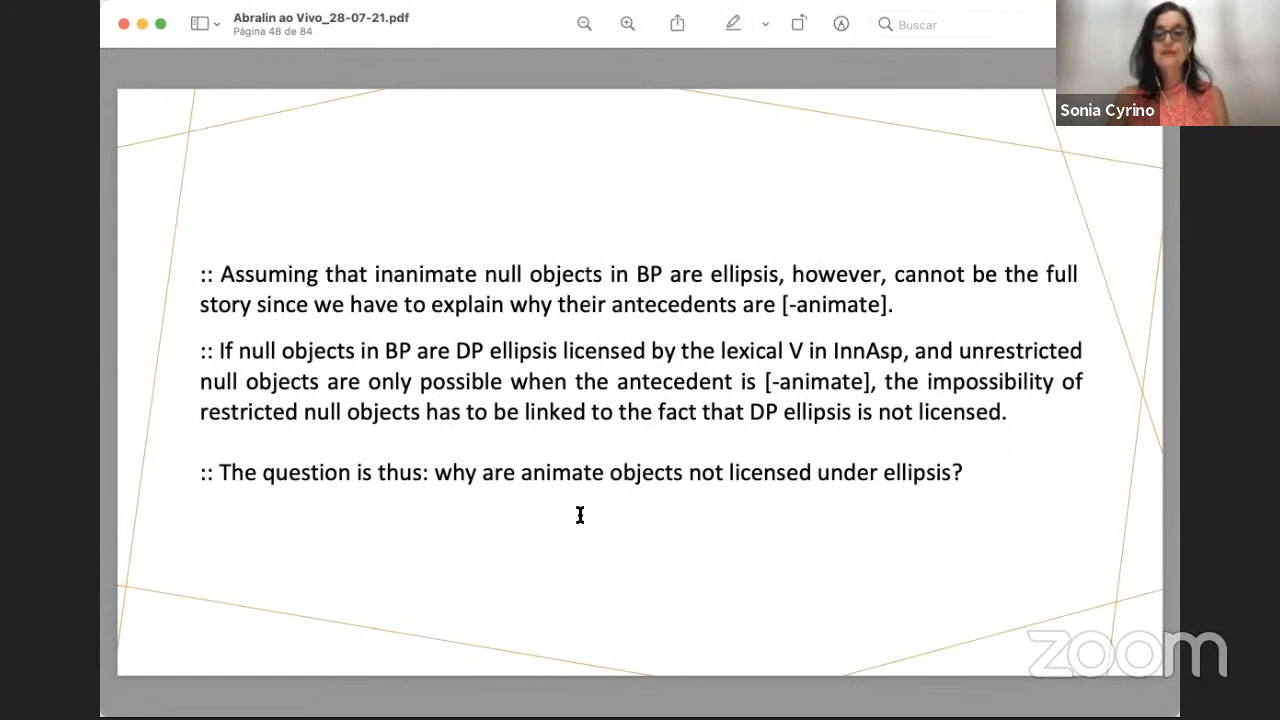 Abralin ao Vivo_28-07-21.pdf
Página 48 de 84
Buscar
Sonia Cyrino
:: Assuming that inanimate null objects in BP are ellipsis, however, cannot be the full
story since we have to explain why their antecedents are [-animate].
:: If null objects in BP are DP ellipsis licensed by the lexical V in InnAsp, and unrestricted
null objects are only possible when the antecedent is [-animate], the impossibility of
restricted null objects has to be linked to the fact that DP ellipsis is not licensed.
:: The question is thus: why are animate objects not licensed under ellipsis?
zoom